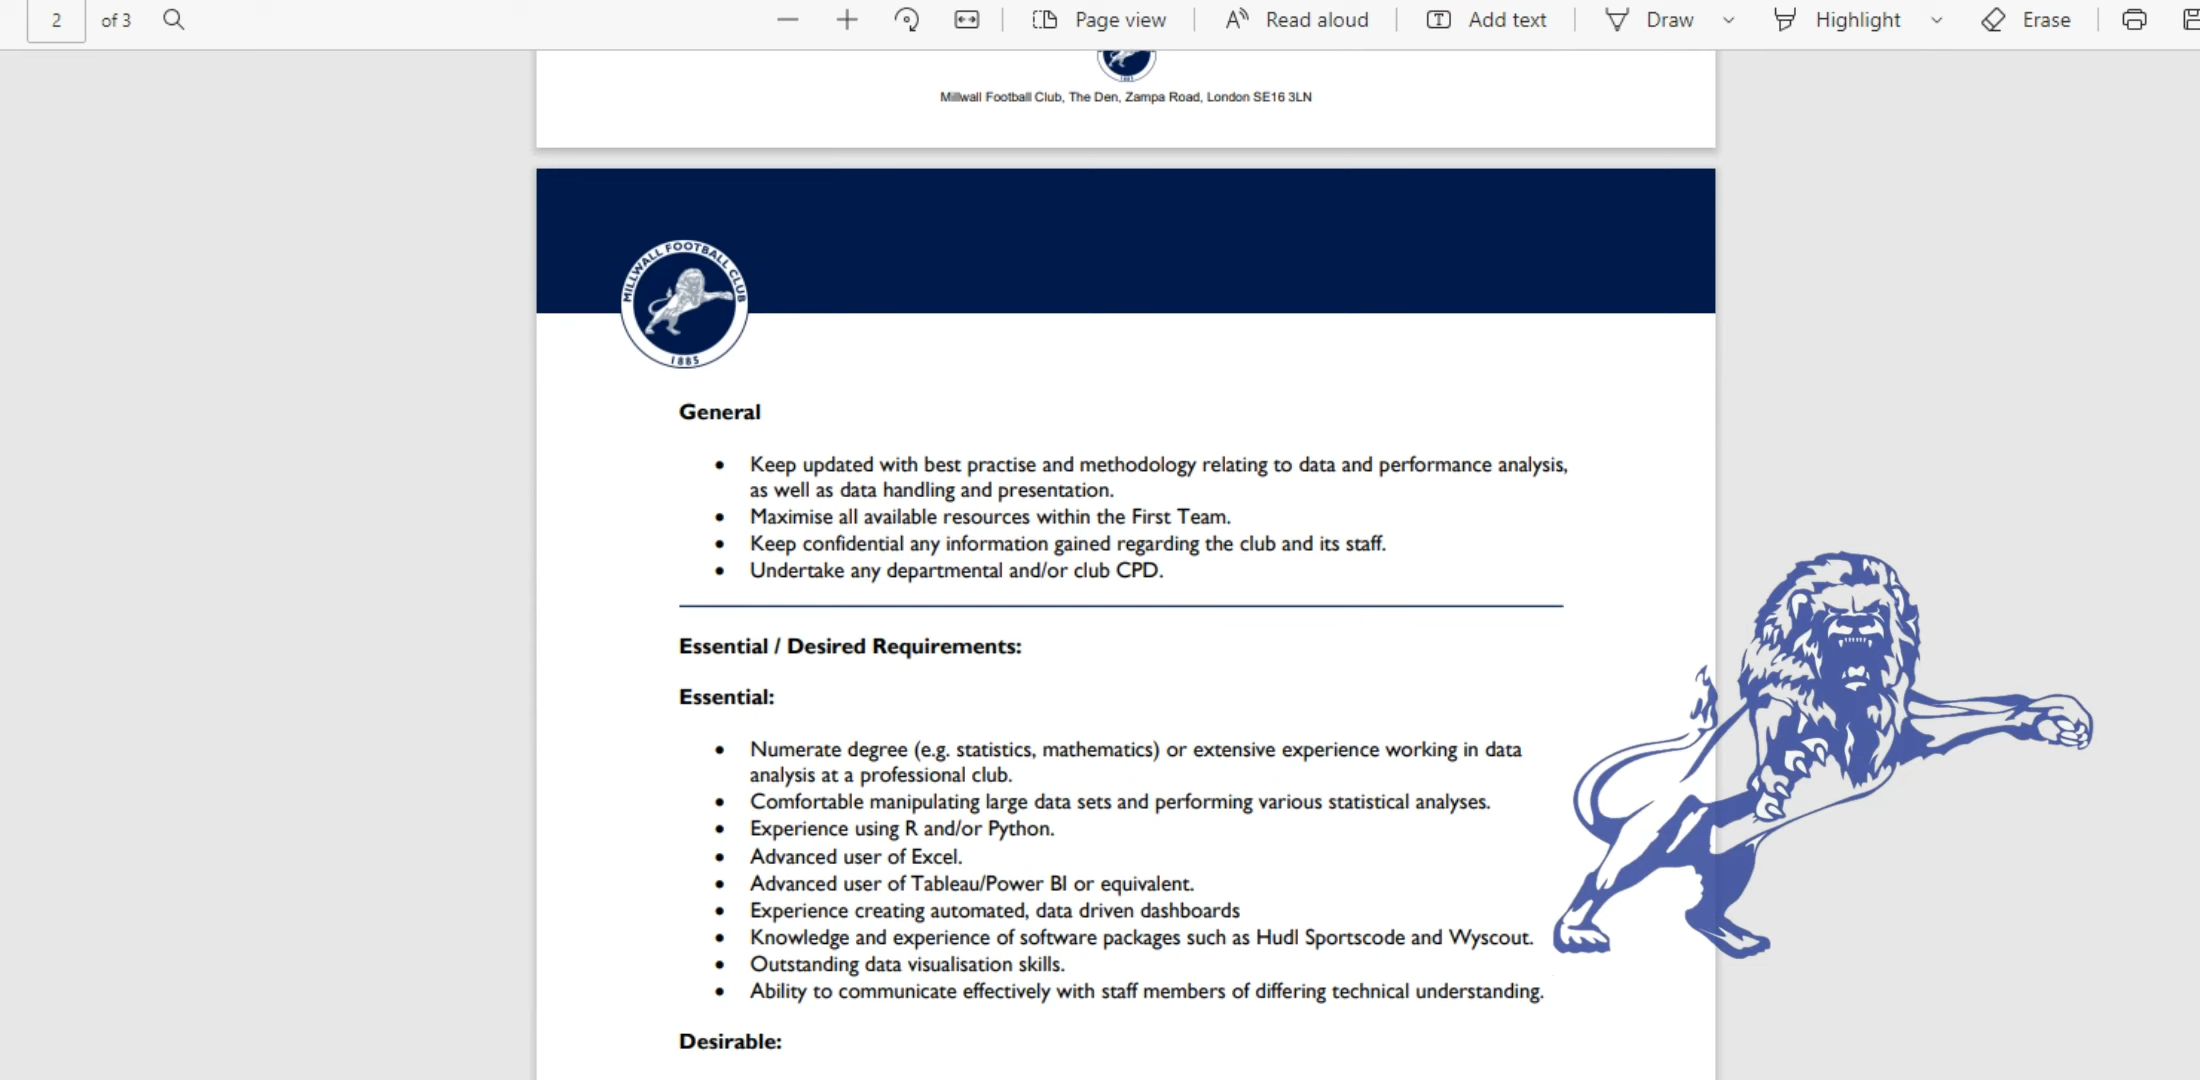 2 of 3 Page view Read aloud Add text Draw Highlight Erase
1885
Millwall Football Club, The Den, Zampa Road, London SE16 3LN
MILLWALL FOOTBALL CLUB
1885
General
• Keep updated with best practise and methodology relating to data and performance analysis,
as well as data handling and presentation.
• Maximise all available resources within the First Team.
• Keep confidential any information gained regarding the club and its staff.
• Undertake any departmental and/or club CPD.
Essential / Desired Requirements:
Essential:
• Numerate degree (e.g. statistics, mathematics) or extensive experience working in data
analysis at a professional club.
• Comfortable manipulating large data sets and performing various statistical analyses.
• Experience using R and/or Python.
• Advanced user of Excel.
• Advanced user of Tableau/Power BI or equivalent.
• Experience creating automated, data driven dashboards
• Knowledge and experience of software packages such as Hudl Sportscode and Wyscout.
• Outstanding data visualisation skills.
• Ability to communicate effectively with staff members of differing technical understanding.
Desirable: